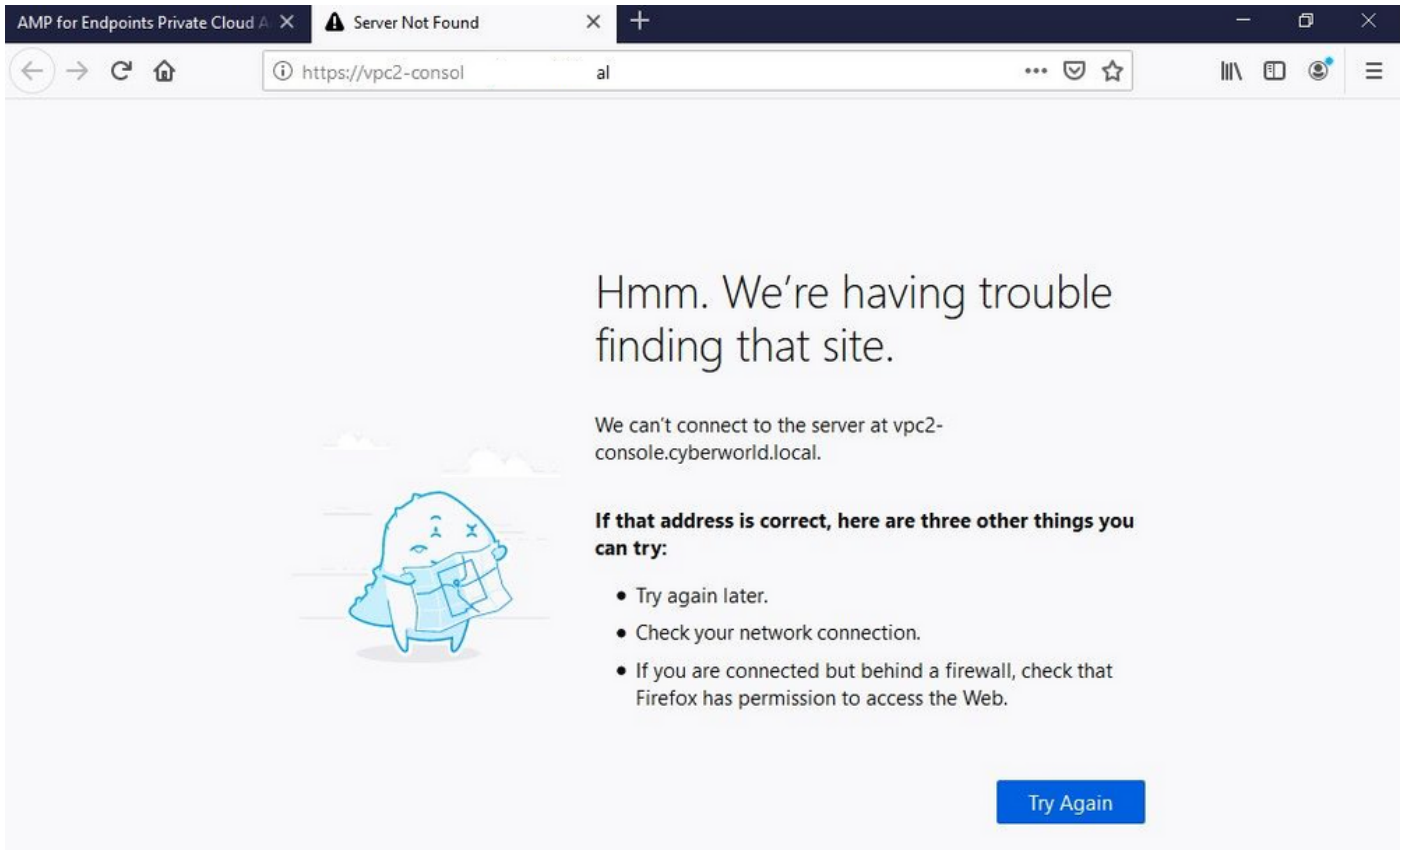 AMP for Endpoints Private Cloud A
Server Not Found
https://vpc2-consol al
Hmm. We're having trouble
finding that site.
We can't connect to the server at vpc2-
console.cyberworld.local.
If that address is correct, here are three other things you
can try:
• Try again later.
• Check your network connection.
• If you are connected but behind a firewall, check that
Firefox has permission to access the Web.
Try Again